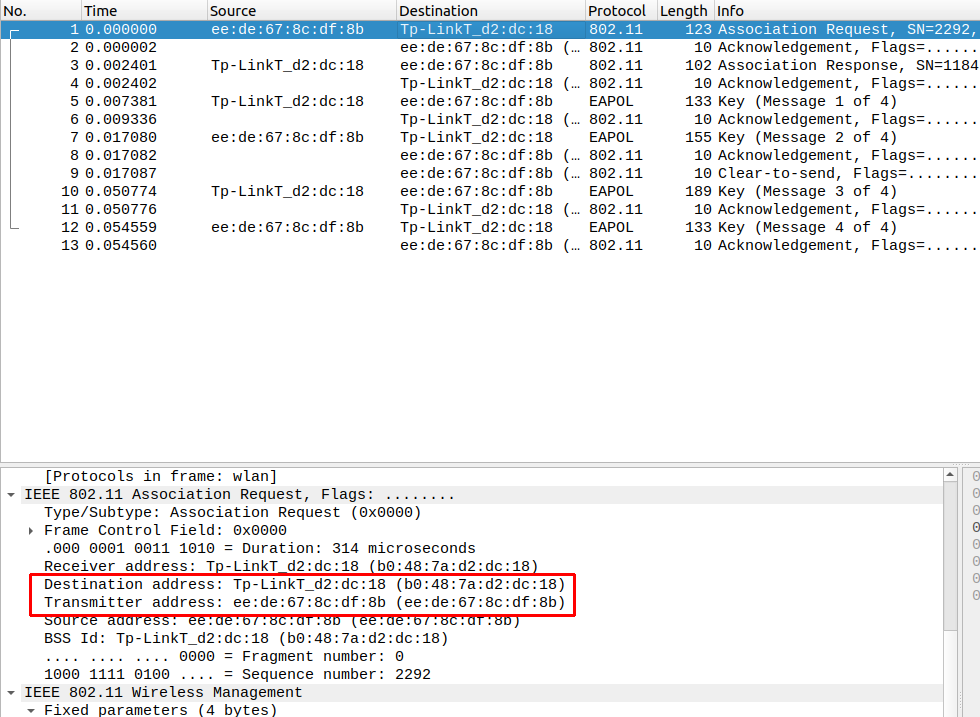 No. Time Source Destination Protocol Length Info
1 0.000000 ee:de:67:8c:df:8b Tp-LinkT_d2:dc:18 802.11 123 Association Request, SN=2292,
2 0.000002 ee:de:67:8c:df:8b (… 802.11 10 Acknowledgement, Flags=......
3 0.002401 Tp-LinkT_d2:dc:18 ee:de:67:8c:df:8b 802.11 102 Association Response, SN=1184
4 0.002402 Tp-LinkT_d2:dc:18 (… 802.11 10 Acknowledgement, Flags=......
5 0.007381 Tp-LinkT_d2:dc:18 ee:de:67:8c:df:8b EAPOL 133 Key (Message 1 of 4)
6 0.009336 Tp-LinkT_d2:dc:18 (… 802.11 10 Acknowledgement, Flags=......
7 0.017080 ee:de:67:8c:df:8b Tp-LinkT_d2:dc:18 EAPOL 155 Key (Message 2 of 4)
8 0.017082 ee:de:67:8c:df:8b (… 802.11 10 Acknowledgement, Flags=......
9 0.017087 ee:de:67:8c:df:8b (… 802.11 10 Clear-to-send, Flags=........
10 0.050774 Tp-LinkT_d2:dc:18 ee:de:67:8c:df:8b EAPOL 189 Key (Message 3 of 4)
11 0.050776 Tp-LinkT_d2:dc:18 (… 802.11 10 Acknowledgement, Flags=......
12 0.054559 ee:de:67:8c:df:8b Tp-LinkT_d2:dc:18 EAPOL 133 Key (Message 4 of 4)
13 0.054560 ee:de:67:8c:df:8b (… 802.11 10 Acknowledgement, Flags=......
[Protocols in frame: wlan]
IEEE 802.11 Association Request, Flags: ........
Type/Subtype: Association Request (0x0000)
Frame Control Field: 0x0000
.000 0001 0011 1010 = Duration: 314 microseconds
Receiver address: Tp-LinkT_d2:dc:18 (b0:48:7a:d2:dc:18)
Destination address: Tp-LinkT_d2:dc:18 (b0:48:7a:d2:dc:18)
Transmitter address: ee:de:67:8c:df:8b (ee:de:67:8c:df:8b)
Source address: ee:de:67:8c:df:8b (ee:de:67:8c:df:8b)
BSS Id: Tp-LinkT_d2:dc:18 (b0:48:7a:d2:dc:18)
.... .... .... 0000 = Fragment number: 0
1000 1111 0100 .... = Sequence number: 2292
IEEE 802.11 Wireless Management
Fixed parameters (4 bytes)
0
0
0
0
0
0
0
0